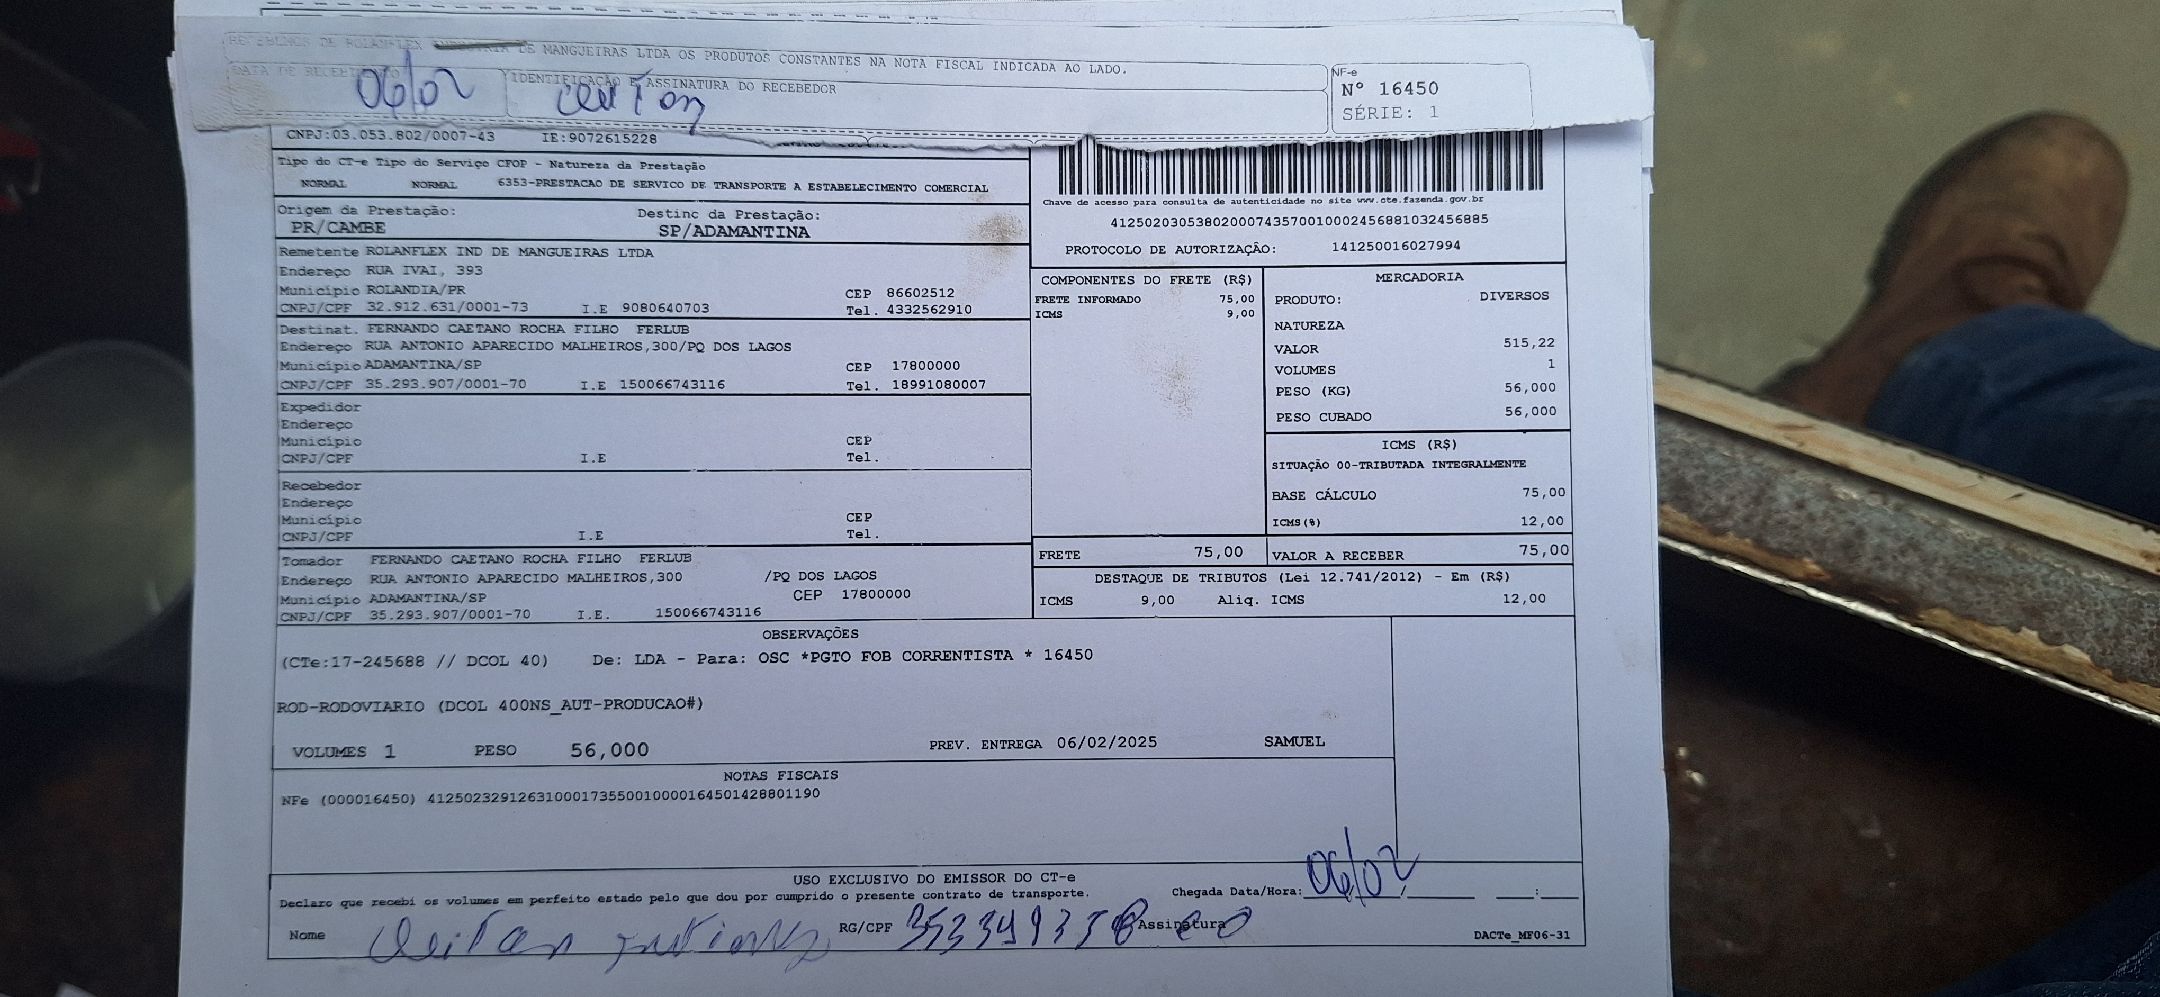 RECEBEMOS DE ROLANFLEX INDUSTRIA DE MANGUEIRAS LTDA OS PRODUTOS CONSTANTES NA NOTA FISCAL INDICADA AO LADO.
DATA DE RECEBIMENTO
06/02
IDENTIFICAÇÃO E ASSINATURA DO RECEBEDOR
NF-e
Nº 16450
SÉRIE: 1
CNPJ:03.053.802/0007-43 IE:9072615228
Tipo do CT-e Tipo do Serviço CFOP - Natureza da Prestação
NORMAL NORMAL 6353-PRESTACAO DE SERVICO DE TRANSPORTE A ESTABELECIMENTO COMERCIAL
Origem da Prestação: Destinc da Prestação:
PR/CAMBE SP/ADAMANTINA
Chave de acesso para consulta de autenticidade no site www.cte.fazenda.gov.br
41250203053802000743570010002456881032456885
PROTOCOLO DE AUTORIZAÇÃO: 141250016027994
Remetente ROLANFLEX IND DE MANGUEIRAS LTDA
Endereço RUA IVAI, 393
Município ROLANDIA/PR CEP 86602512
CNPJ/CPF 32.912.631/0001-73 I.E 9080640703 Tel. 4332562910
Destinat. FERNANDO CAETANO ROCHA FILHO FERLUB
Endereço RUA ANTONIO APARECIDO MALHEIROS,300/PQ DOS LAGOS
Município ADAMANTINA/SP CEP 17800000
CNPJ/CPF 35.293.907/0001-70 I.E 150066743116 Tel. 18991080007
Expedidor
Endereço
Município CEP
CNPJ/CPF I.E Tel.
Recebedor
Endereço
Município CEP
CNPJ/CPF I.E Tel.
Tomador FERNANDO CAETANO ROCHA FILHO FERLUB
Endereço RUA ANTONIO APARECIDO MALHEIROS,300 /PQ DOS LAGOS
Município ADAMANTINA/SP CEP 17800000
CNPJ/CPF 35.293.907/0001-70 I.E. 150066743116
COMPONENTES DO FRETE (R$)
FRETE INFORMADO 75,00
ICMS 9,00
MERCADORIA
PRODUTO: DIVERSOS
NATUREZA
VALOR 515,22
VOLUMES 1
PESO (KG) 56,000
PESO CUBADO 56,000
ICMS (R$)
SITUAÇÃO 00-TRIBUTADA INTEGRALMENTE
BASE CÁLCULO 75,00
ICMS(%) 12,00
FRETE 75,00 VALOR A RECEBER 75,00
DESTAQUE DE TRIBUTOS (Lei 12.741/2012) - Em (R$)
ICMS 9,00 Aliq. ICMS 12,00
OBSERVAÇÕES
(CTe:17-245688 // DCOL 40) De: LDA - Para: OSC *PGTO FOB CORRENTISTA * 16450
ROD-RODOVIARIO (DCOL 400NS_AUT-PRODUCAO#)
VOLUMES 1 PESO 56,000 PREV. ENTREGA 06/02/2025 SAMUEL
NOTAS FISCAIS
NFe (000016450) 41250232912631000173550010000164501428801190
USO EXCLUSIVO DO EMISSOR DO CT-e
Declaro que recebi os volumes em perfeito estado pelo que dou por cumprido o presente contrato de transporte. Chegada Data/Hora: 06/02
Nome RG/CPF Assinatura
DACTe_MF06-31